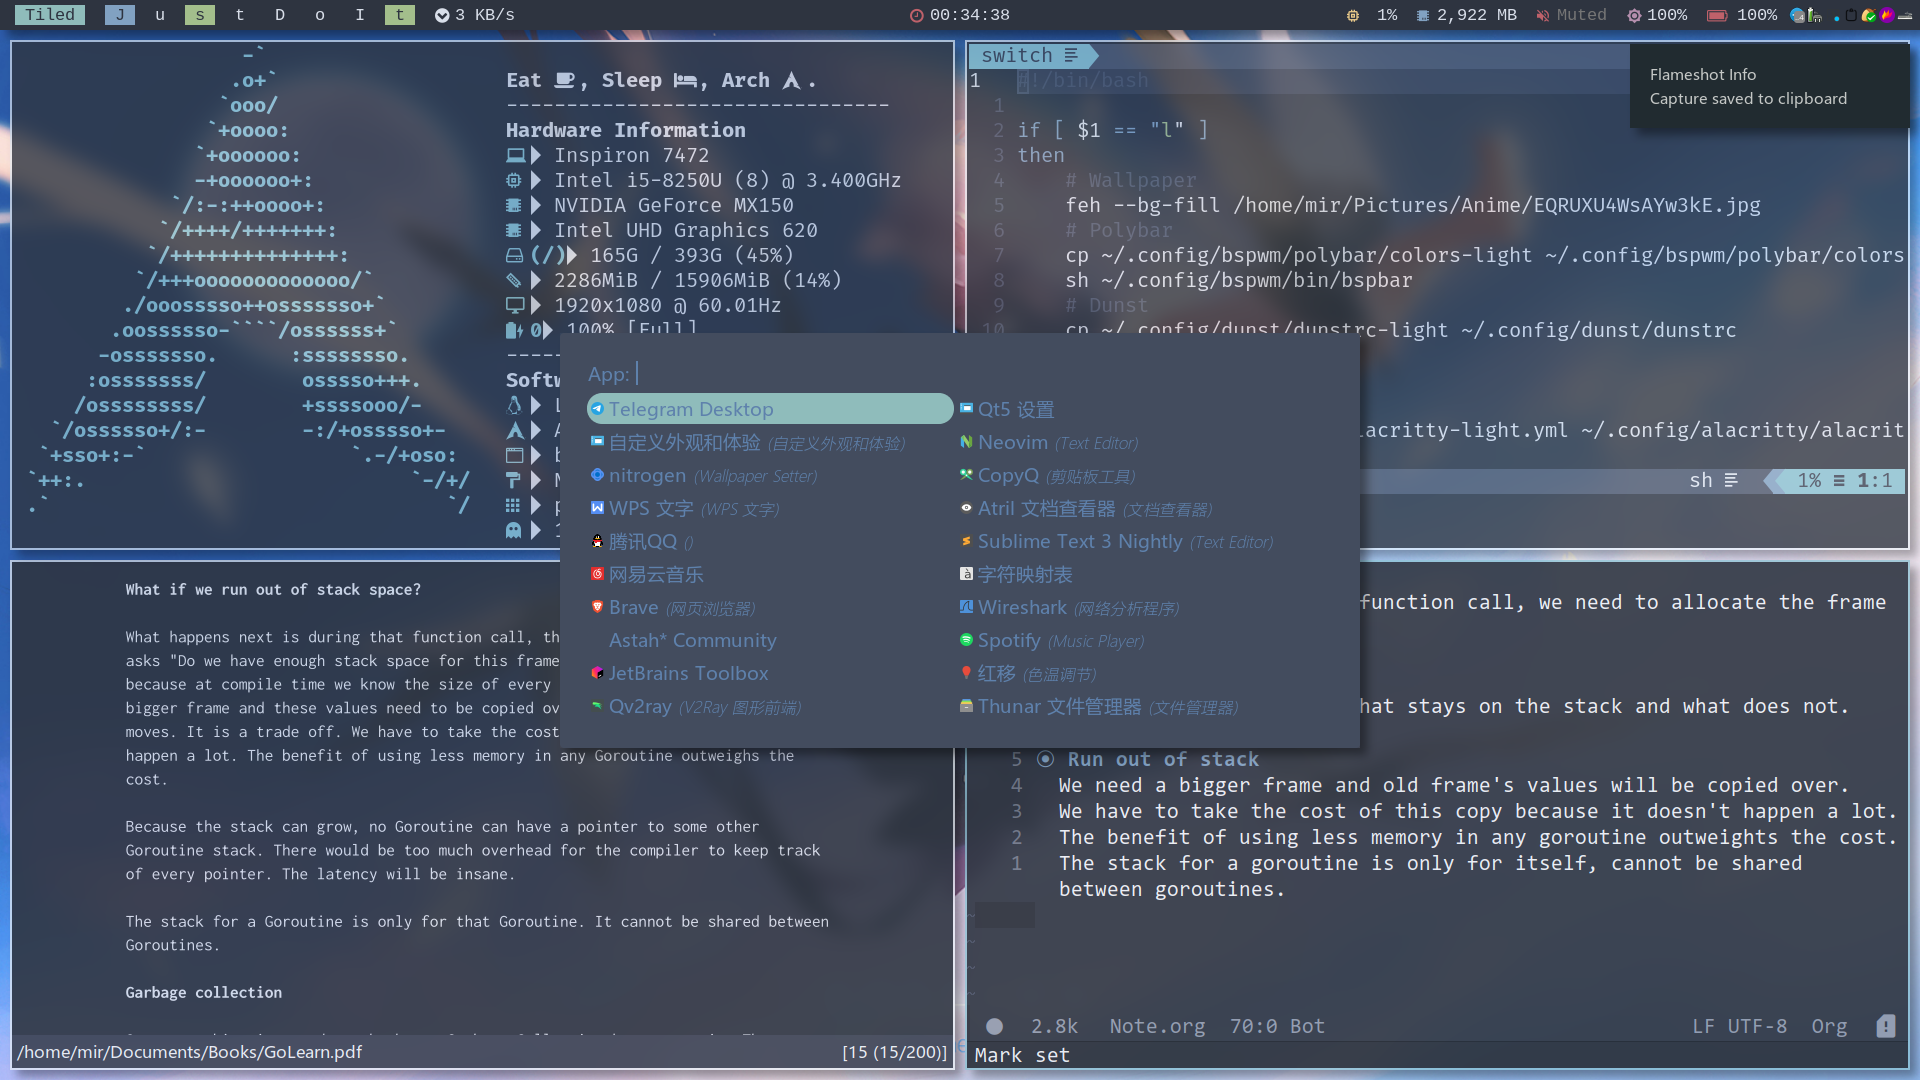 Tiled J u s t D o I t 3 KB/s 00:34:38 1% 2,922 MB Muted 100% 100%
Eat , Sleep , Arch .
--------------------------------
Hardware Information
Inspiron 7472
Intel i5-8250U (8) @ 3.400GHz
NVIDIA GeForce MX150
Intel UHD Graphics 620
(/) 165G / 393G (45%)
2286MiB / 15906MiB (14%)
1920x1080 @ 60.01Hz
0 100% [Full]
-----
Softw
-`
.o+`
`ooo/
`+oooo:
`+oooooo:
-+oooooo+:
`/:-:++oooo+:
`/++++/+++++++:
`/++++++++++++++:
`/+++ooooooooooooo/`
./ooosssso++osssssso+`
.oossssso-````/ossssss+`
-osssssso.      :ssssssso.
:osssssss/        osssso+++.
/ossssssss/        +ssssooo/-
`/ossssso+/:-        -:/+osssso+-
`+sso+:-`                 `.-/+oso:
`++:.                           `-/+/
.`                                 `/
switch
1 #!/bin/bash
1
2 if [ $1 == "l" ]
3 then
4 # Wallpaper
5 feh --bg-fill /home/mir/Pictures/Anime/EQRUXU4WsAYw3kE.jpg
6 # Polybar
7 cp ~/.config/bspwm/polybar/colors-light ~/.config/bspwm/polybar/colors
8 sh ~/.config/bspwm/bin/bspbar
9 # Dunst
10 cp ~/.config/dunst/dunstrc-light ~/.config/dunst/dunstrc
lacritty-light.yml ~/.config/alacritty/alacrit
sh 1% 1:1
Flameshot Info
Capture saved to clipboard
App:
Telegram Desktop
自定义外观和体验 (自定义外观和体验)
nitrogen (Wallpaper Setter)
WPS 文字 (WPS 文字)
腾讯QQ ()
网易云音乐
Brave (网页浏览器)
Astah* Community
JetBrains Toolbox
Qv2ray (V2Ray 图形前端)
Qt5 设置
Neovim (Text Editor)
CopyQ (剪贴板工具)
Atril 文档查看器 (文档查看器)
Sublime Text 3 Nightly (Text Editor)
字符映射表
Wireshark (网络分析程序)
Spotify (Music Player)
红移 (色温调节)
Thunar 文件管理器 (文件管理器)
What if we run out of stack space?
What happens next is during that function call, th
asks "Do we have enough stack space for this frame
because at compile time we know the size of every
bigger frame and these values need to be copied ov
moves. It is a trade off. We have to take the cost
happen a lot. The benefit of using less memory in any Goroutine outweighs the
cost.
Because the stack can grow, no Goroutine can have a pointer to some other
Goroutine stack. There would be too much overhead for the compiler to keep track
of every pointer. The latency will be insane.
The stack for a Goroutine is only for that Goroutine. It cannot be shared between
Goroutines.
Garbage collection
/home/mir/Documents/Books/GoLearn.pdf [15 (15/200)]
function call, we need to allocate the frame
hat stays on the stack and what does not.
5 Run out of stack
4 We need a bigger frame and old frame's values will be copied over.
3 We have to take the cost of this copy because it doesn't happen a lot.
2 The benefit of using less memory in any goroutine outweights the cost.
1 The stack for a goroutine is only for itself, cannot be shared
between goroutines.
~
~
~
~
2.8k Note.org 70:0 Bot LF UTF-8 Org
Mark set